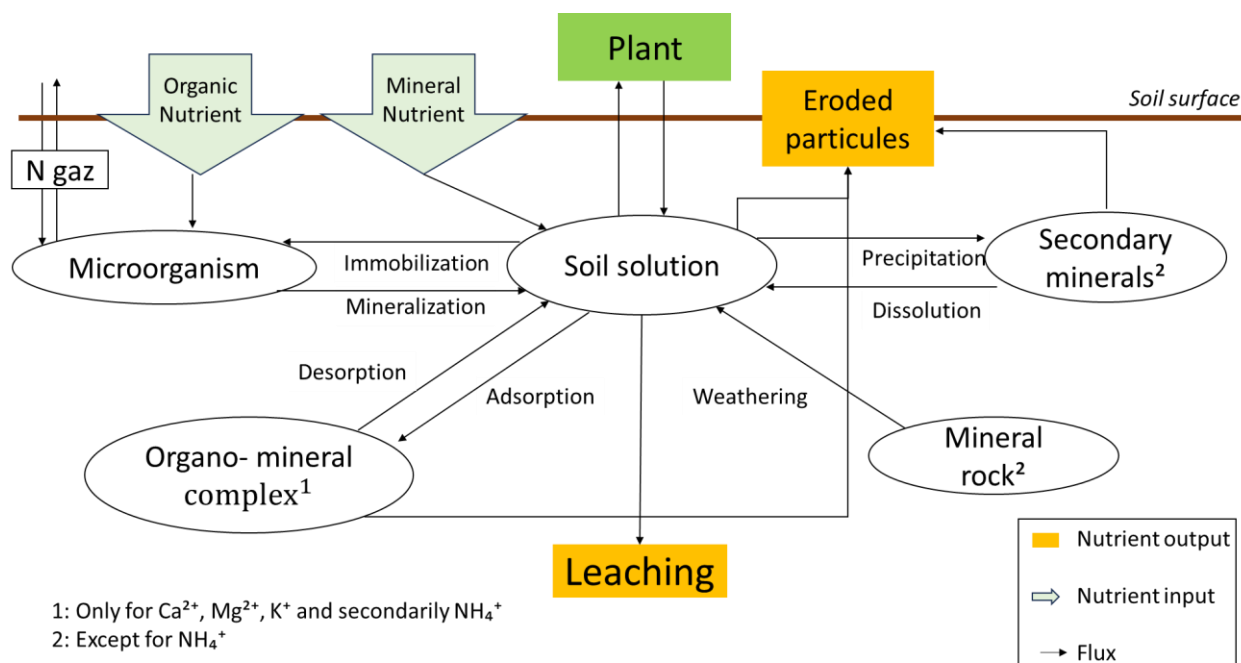 Plant
Organic
Nutrient
Mineral
Nutrient
Eroded
particules
Soil surface
N gaz
Microorganism
Immobilization
Mineralization
Soil solution
Precipitation
Dissolution
Secondary
minerals²
Desorption
Adsorption
Weathering
Organo- mineral
complex¹
Mineral
rock²
Leaching
Nutrient output
Nutrient input
Flux
1: Only for Ca²⁺, Mg²⁺, K⁺ and secondarily NH₄⁺
2: Except for NH₄⁺